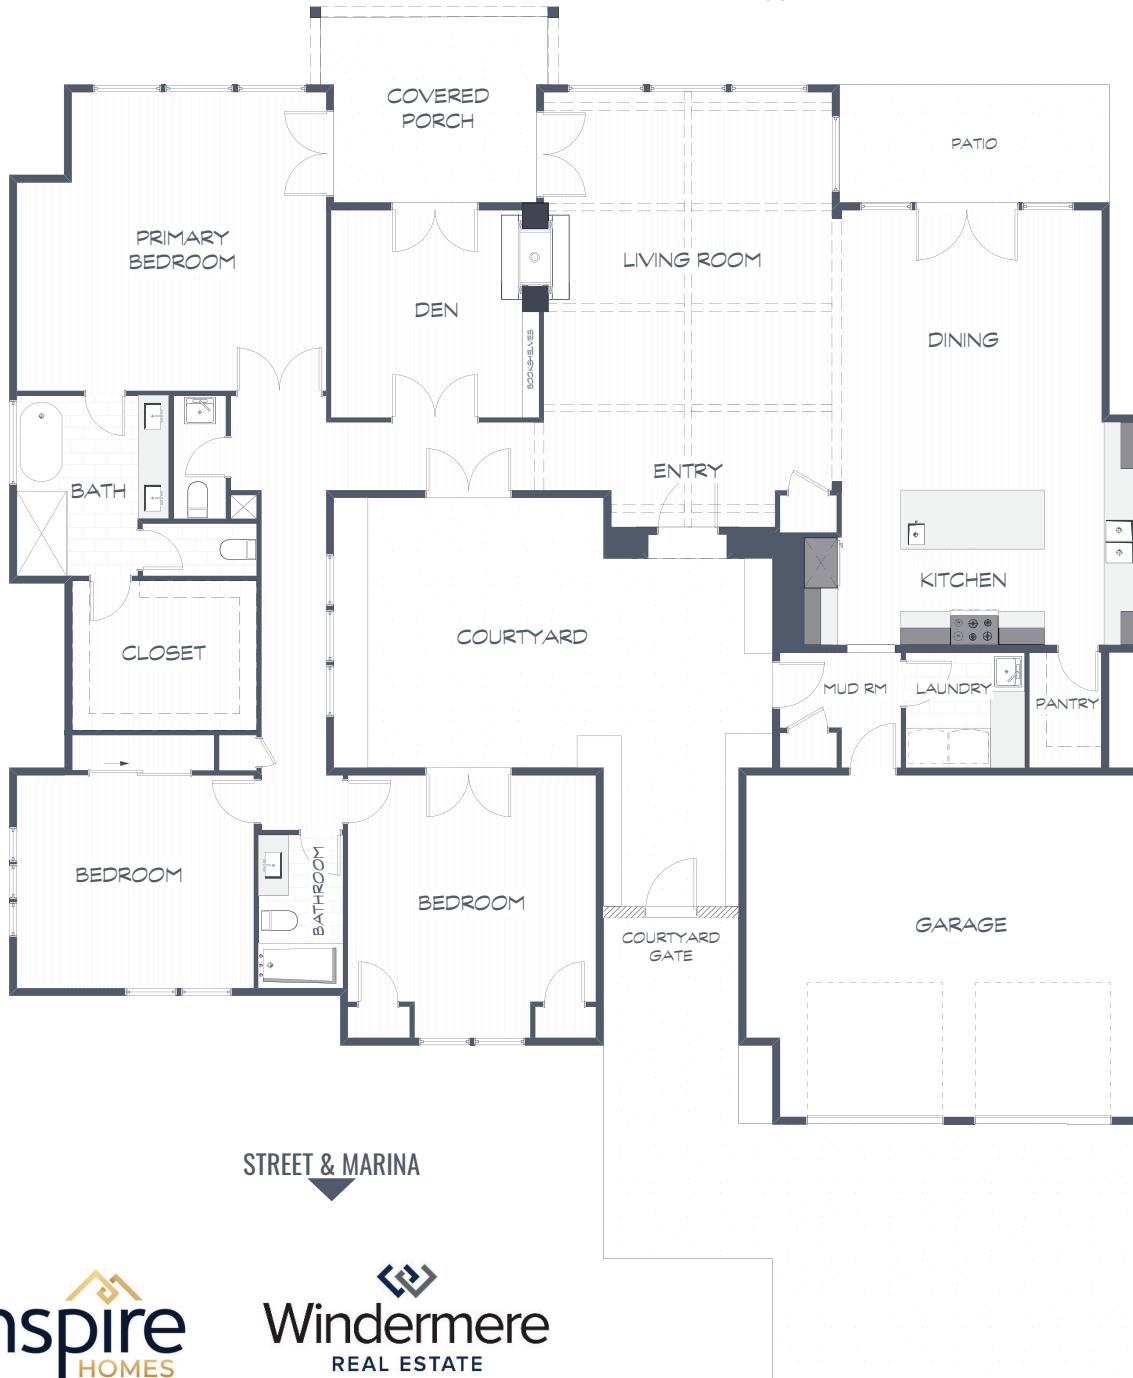 COVERED
PORCH
PATIO
PRIMARY
BEDROOM
LIVING ROOM
DEN
DINING
BOOKSHELVES
ENTRY
BATH
KITCHEN
COURTYARD
CLOSET
MUD RM
LAUNDRY
PANTRY
BEDROOM
BATHROOM
BEDROOM
GARAGE
COURTYARD
GATE
STREET & MARINA
nspire
HOMES
Windermere
REAL ESTATE